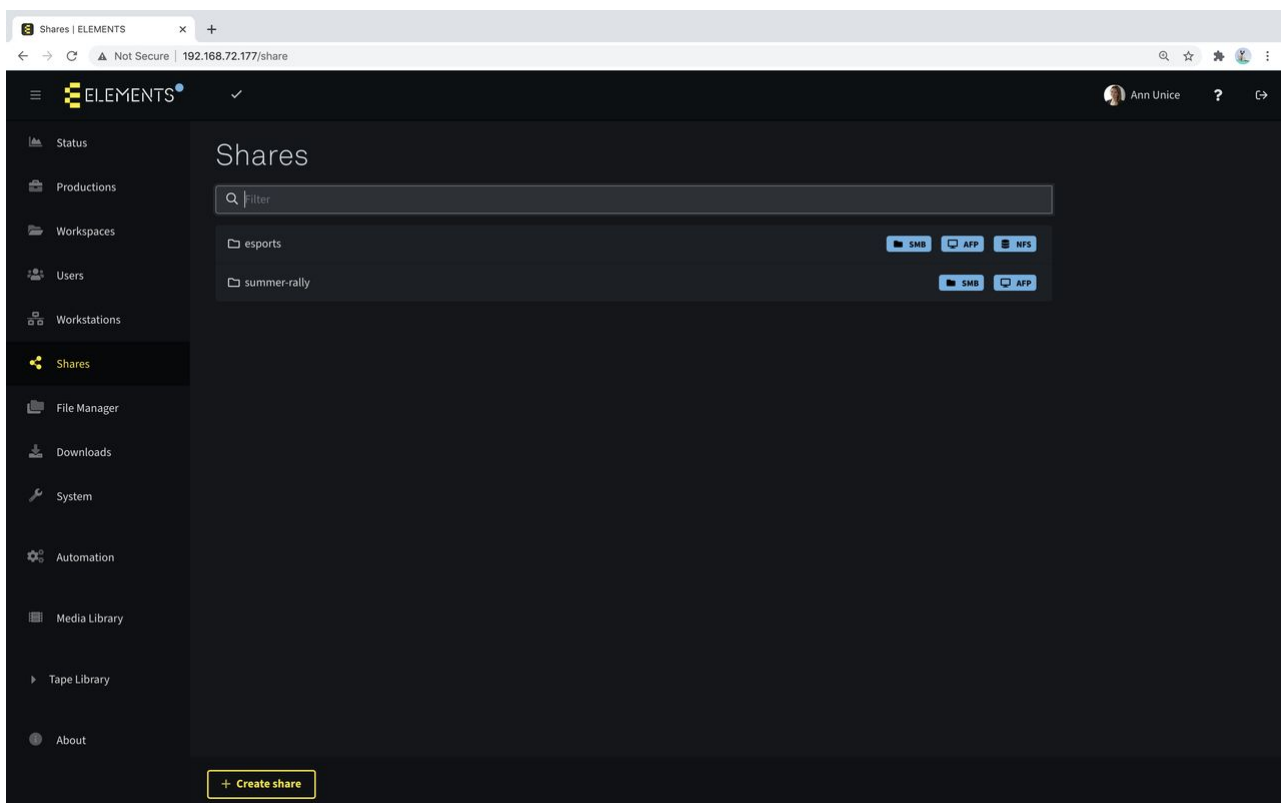 Shares | ELEMENTS
Not Secure | 192.168.72.177/share
ELEMENTS
Ann Unice
?
Status
Productions
Workspaces
Users
Workstations
Shares
File Manager
Downloads
System
Automation
Media Library
Tape Library
About
Shares
Filter
esports SMB AFP NFS
summer-rally SMB AFP
+ Create share